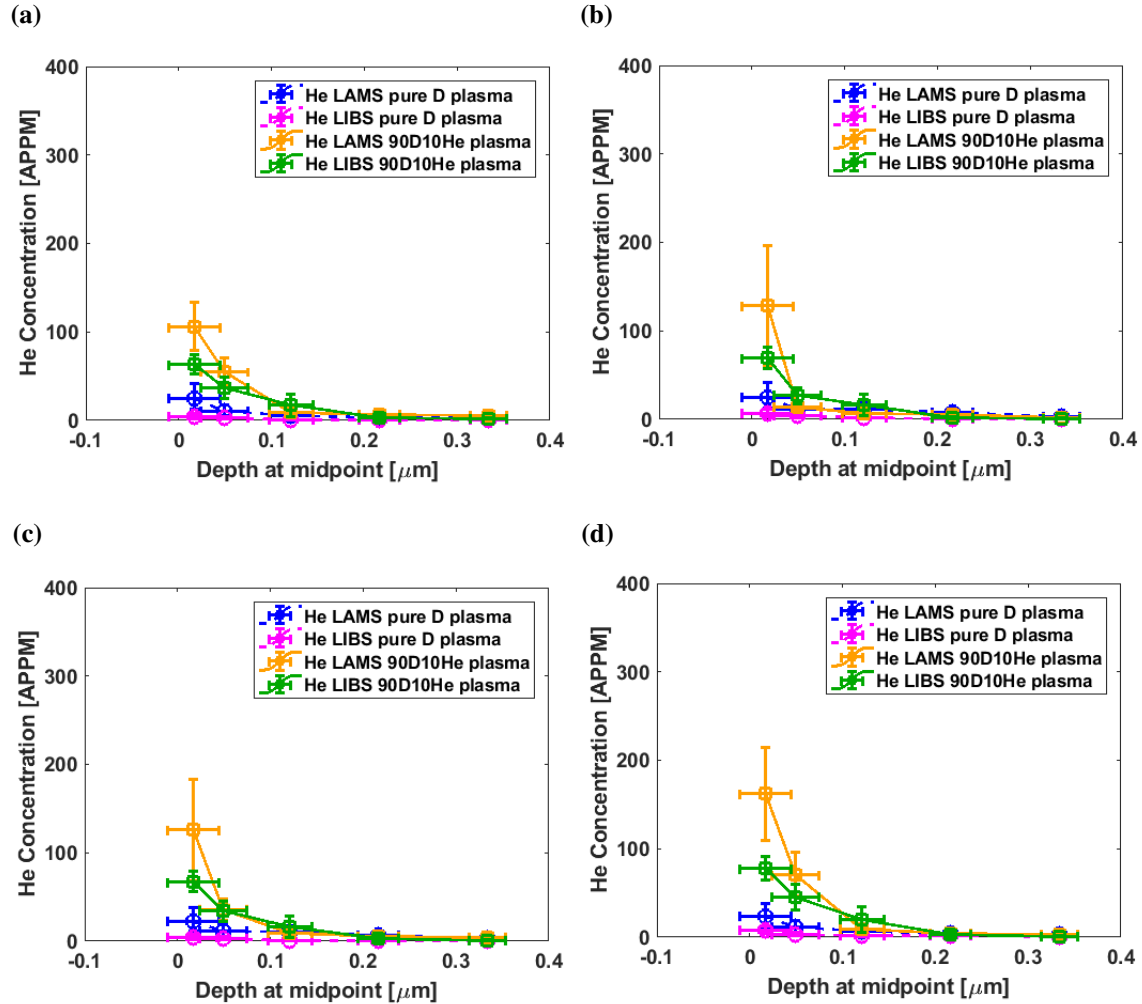 (a)
400
300
200
100
0
-0.1
0
0.1
0.2
0.3
0.4
He Concentration [APPM]
Depth at midpoint [μm]
He LAMS pure D plasma
He LIBS pure D plasma
He LAMS 90D10He plasma
He LIBS 90D10He plasma
(b)
400
300
200
100
0
-0.1
0
0.1
0.2
0.3
0.4
He Concentration [APPM]
Depth at midpoint [μm]
He LAMS pure D plasma
He LIBS pure D plasma
He LAMS 90D10He plasma
He LIBS 90D10He plasma
(c)
400
300
200
100
0
-0.1
0
0.1
0.2
0.3
0.4
He Concentration [APPM]
Depth at midpoint [μm]
He LAMS pure D plasma
He LIBS pure D plasma
He LAMS 90D10He plasma
He LIBS 90D10He plasma
(d)
400
300
200
100
0
-0.1
0
0.1
0.2
0.3
0.4
He Concentration [APPM]
Depth at midpoint [μm]
He LAMS pure D plasma
He LIBS pure D plasma
He LAMS 90D10He plasma
He LIBS 90D10He plasma